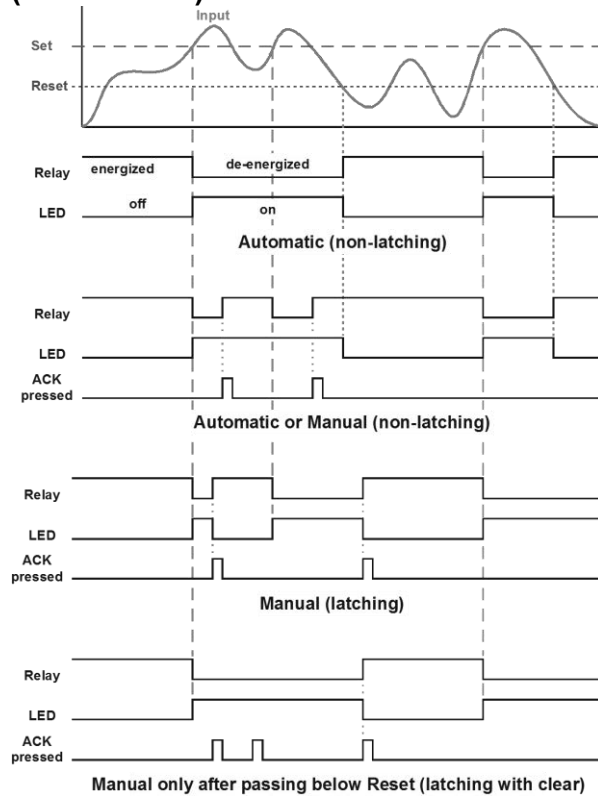 Input
Set
Reset
Relay energized de-energized
LED off on
Automatic (non-latching)
Relay
LED
ACK
pressed
Automatic or Manual (non-latching)
Relay
LED
ACK
pressed
Manual (latching)
Relay
LED
ACK
pressed
Manual only after passing below Reset (latching with clear)